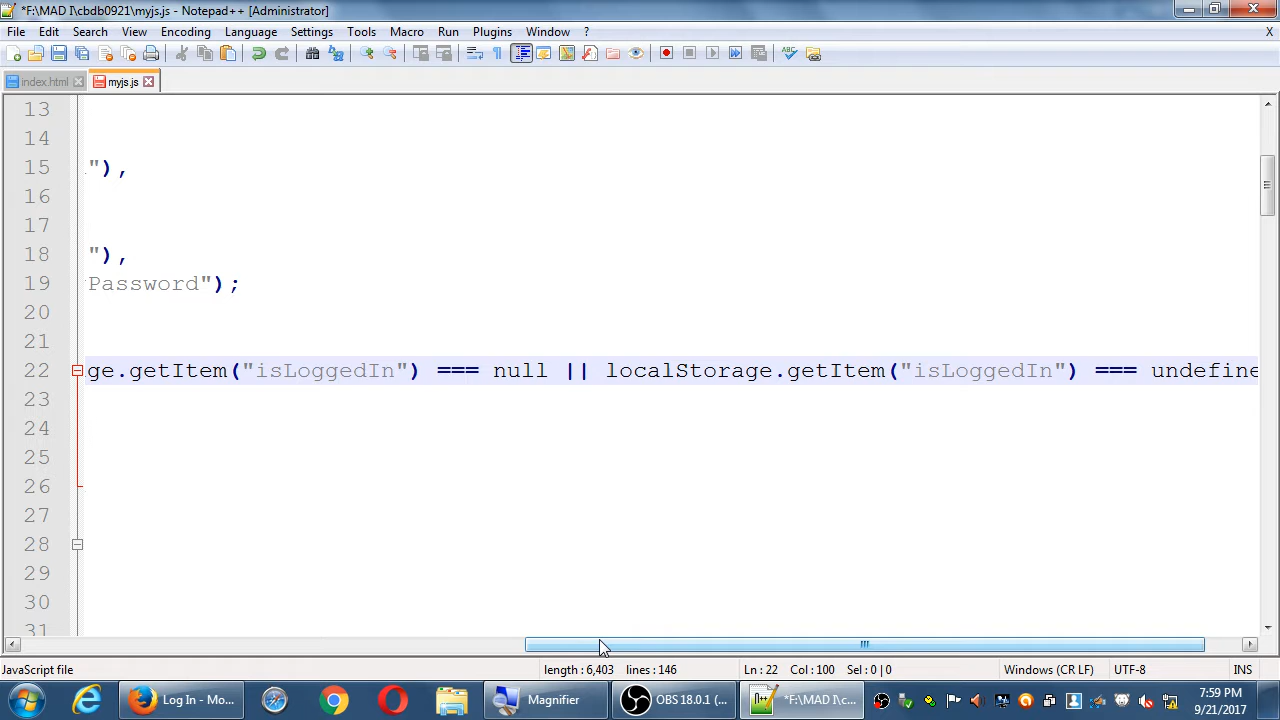 *F:\MAD I\cbdb0921\myjs.js - Notepad++ [Administrator]
File Edit Search View Encoding Language Settings Tools Macro Run Plugins Window ? X
index.html myjs.js
13
14
15 "),
16
17
18 "),
19 Password");
20
21
22 ge.getItem("isLoggedIn") === null || localStorage.getItem("isLoggedIn") === undefine
23
24
25
26
27
28
29
30
31
JavaScript file length : 6,403 lines : 146 Ln : 22 Col : 100 Sel : 0 | 0 Windows (CR LF) UTF-8 INS
Log In - Mo... Magnifier OBS 18.0.1 (... *F:\MAD I\c... 7:59 PM
9/21/2017